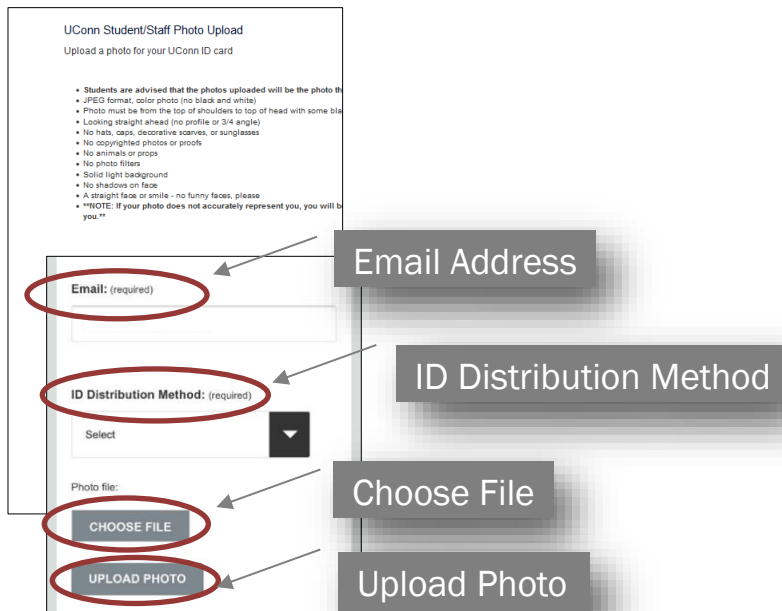 UConn Student/Staff Photo Upload
Upload a photo for your UConn ID card
• Students are advised that the photos uploaded will be the photo th
• JPEG format, color photo (no black and white)
• Photo must be from the top of shoulders to top of head with some bla
• Looking straight ahead (no profile or 3/4 angle)
• No hats, caps, decorative scarves, or sunglasses
• No copyrighted photos or proofs
• No animals or props
• No photo filters
• Solid light background
• No shadows on face
• A straight face or smile - no funny faces, please
• **NOTE: If your photo does not accurately represent you, you will b
you.**
Email Address
Email: (required)
ID Distribution Method
ID Distribution Method: (required)
Select
Photo file:
Choose File
CHOOSE FILE
Upload Photo
UPLOAD PHOTO